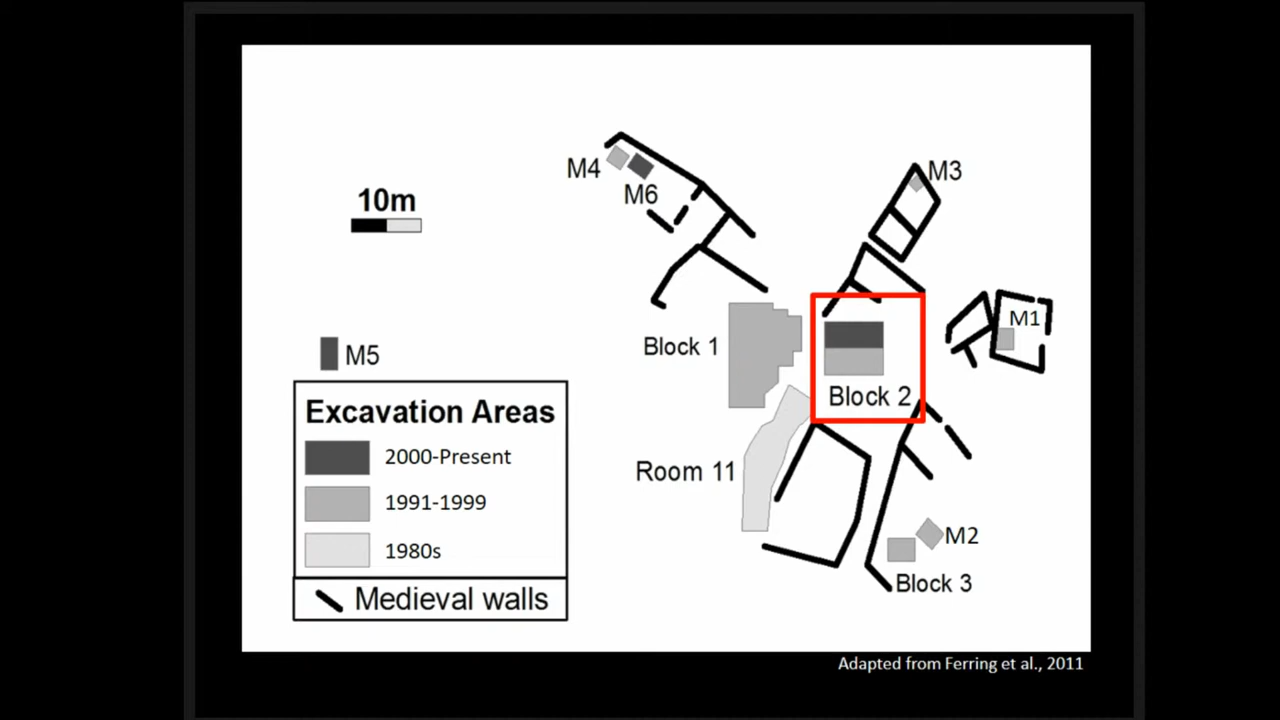 M4
M6
M3
10m
M1
Block 1
M5
Block 2
Excavation Areas
2000-Present
1991-1999
1980s
Medieval walls
Room 11
M2
Block 3
Adapted from Ferring et al., 2011